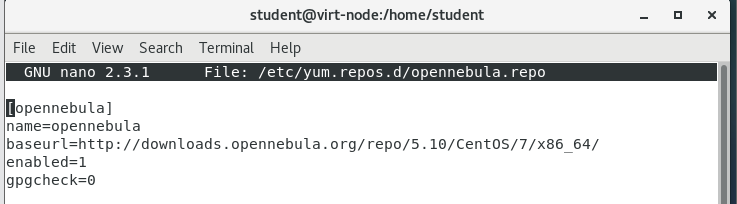 student@virt-node:/home/student
File Edit View Search Terminal Help
GNU nano 2.3.1 File: /etc/yum.repos.d/opennebula.repo
[opennebula]
name=opennebula
baseurl=http://downloads.opennebula.org/repo/5.10/CentOS/7/x86_64/
enabled=1
gpgcheck=0